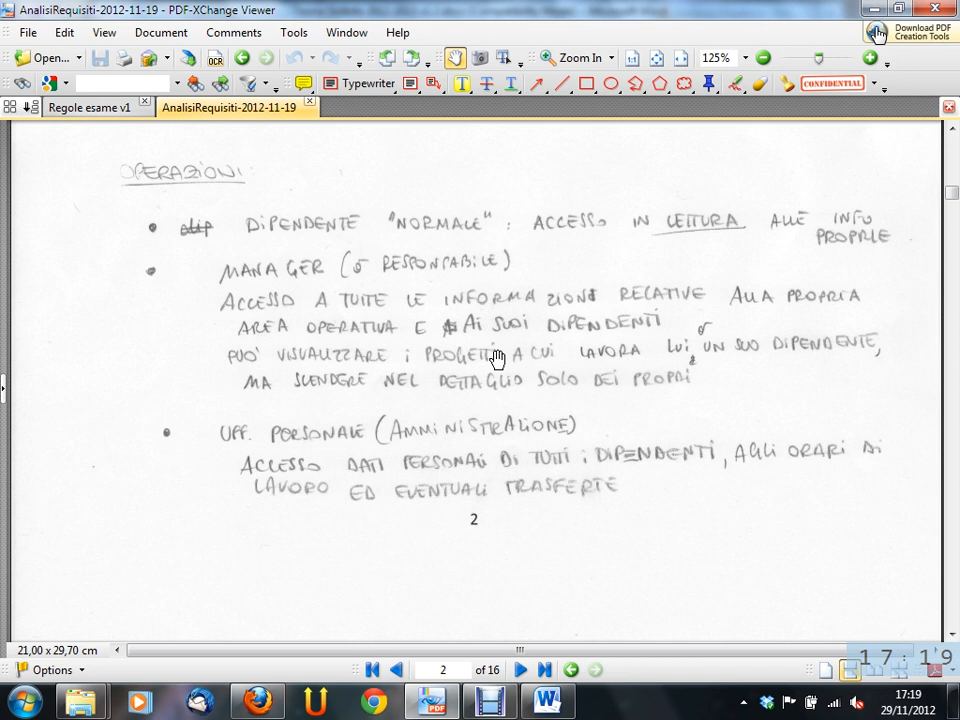 AnalisiRequisiti-2012-11-19 - PDF-XChange Viewer
File Edit View Document Comments Tools Window Help
Download PDF
Creation Tools
Open... OCR Zoom In 125%
Typewriter CONFIDENTIAL
Regole esame v1 AnalisiRequisiti-2012-11-19
OPERAZIONI:
• DIPENDENTE "NORMALE": ACCESSO IN LETTURA ALLE INFO
PROPRIE
• MANAGER (O RESPONSABILE)
ACCESSO A TUTTE LE INFORMAZIONI RELATIVE ALLA PROPRIA
AREA OPERATIVA E AI SUOI DIPENDENTI
PUO' VISUALIZZARE I PROGETTI A CUI LAVORA LUI O UN SUO DIPENDENTE,
MA SCENDERE NEL DETTAGLIO SOLO DEI PROPRI
• UFF. PERSONALE (AMMINISTRAZIONE)
ACCESSO DATI PERSONALI DI TUTTI I DIPENDENTI, AGLI ORARI DI
LAVORO ED EVENTUALI TRASFERTE
2
21,00 x 29,70 cm
Options 2 of 16
17:19
17:19
29/11/2012